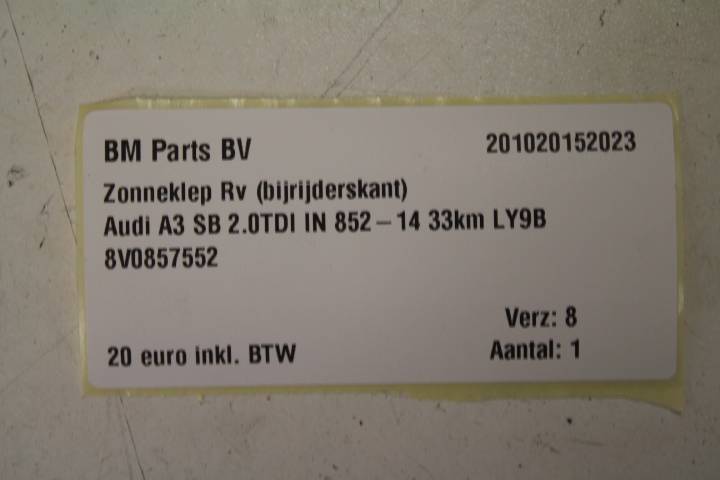 BM Parts BV 201020152023
Zonneklep Rv (bijrijderskant)
Audi A3 SB 2.0TDI IN 852-14 33km LY9B
8V0857552
Verz: 8
20 euro inkl. BTW Aantal: 1